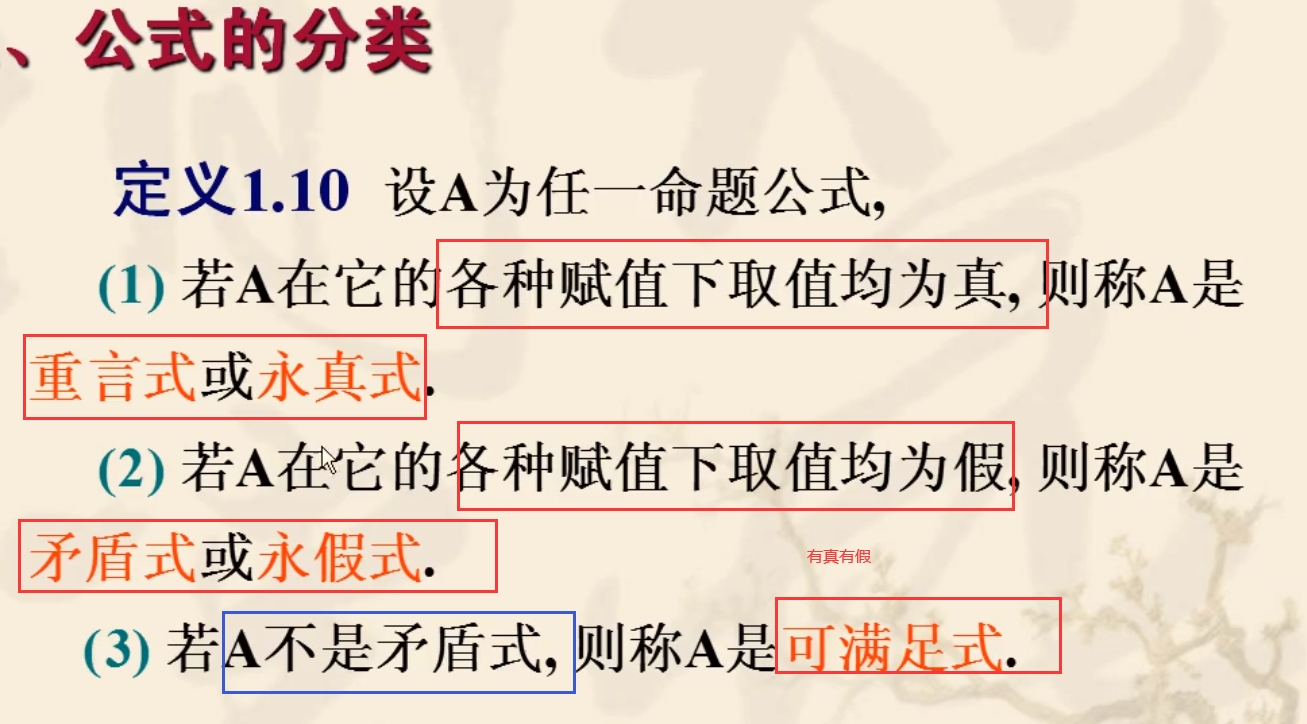 、公式的分类
定义1.10 设A为任一命题公式,
(1) 若A在它的各种赋值下取值均为真, 则称A是
重言式或永真式.
(2) 若A在它的各种赋值下取值均为假, 则称A是
矛盾式或永假式.
有真有假
(3) 若A不是矛盾式, 则称A是可满足式.